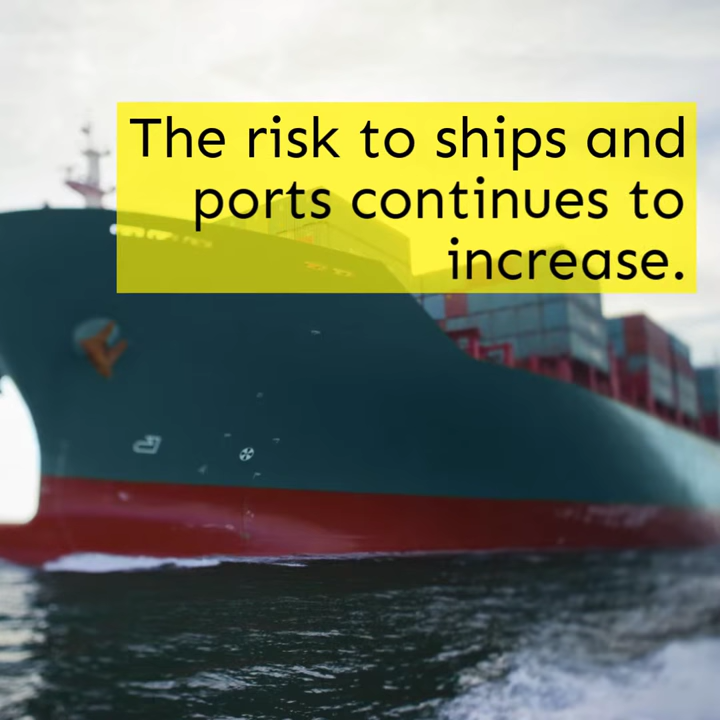 The risk to ships and
ports continues to
increase.